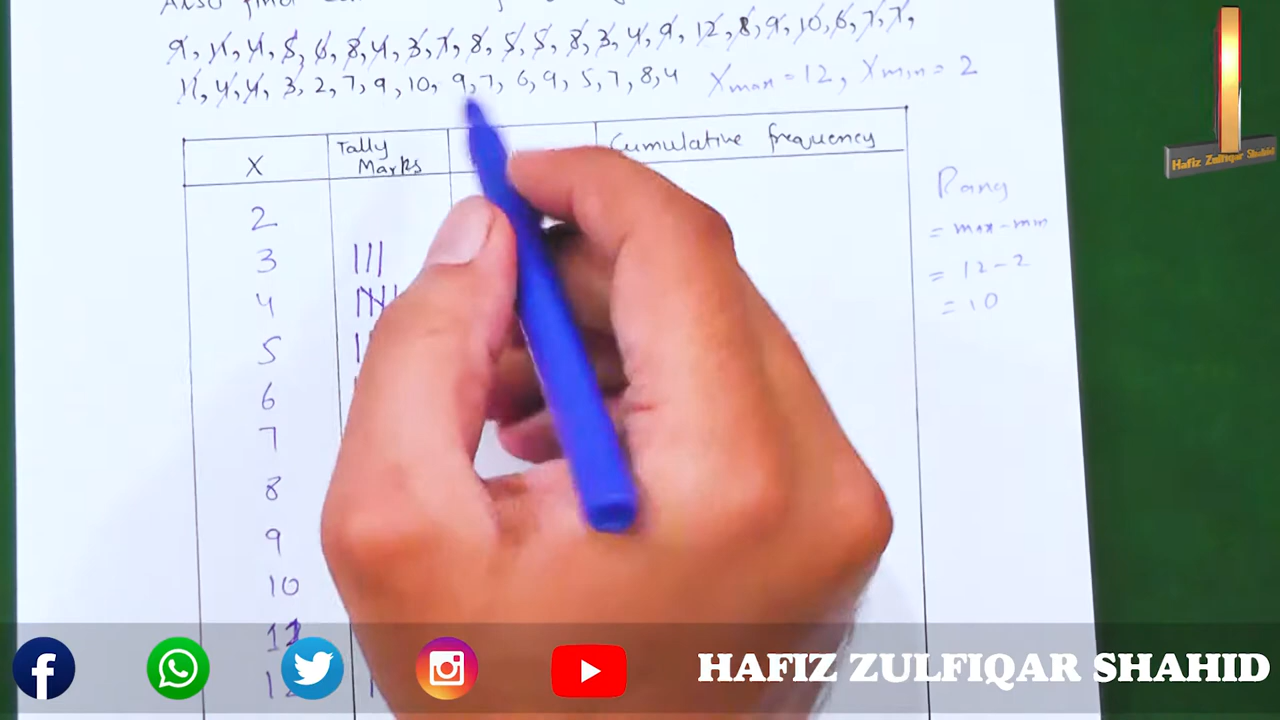 Also find
9, 11, 4, 5, 6, 8, 4, 3, 7, 8, 5, 5, 8, 3, 4, 9, 12, 8, 9, 10, 6, 7, 7,
11, 4, 4, 3, 2, 7, 9, 10, 9, 7, 6, 9, 5, 7, 8, 4 Xmax = 12, Xmin = 2
X Tally Marks Cumulative frequency
2
3
4
5
6
7
8
9
10
11
12
Rang
= max - min
= 12 - 2
= 10
Hafiz Zulfiqar Shahid
HAFIZ ZULFIQAR SHAHID